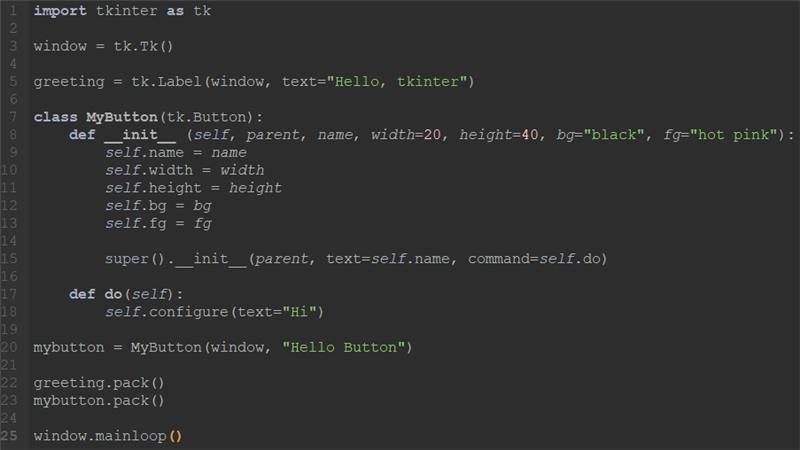 1 import tkinter as tk
2
3 window = tk.Tk()
4
5 greeting = tk.Label(window, text="Hello, tkinter")
6
7 class MyButton(tk.Button):
8     def __init__ (self, parent, name, width=20, height=40, bg="black", fg="hot pink"):
9         self.name = name
10         self.width = width
11         self.height = height
12         self.bg = bg
13         self.fg = fg
14
15         super().__init__(parent, text=self.name, command=self.do)
16
17     def do(self):
18         self.configure(text="Hi")
19
20 mybutton = MyButton(window, "Hello Button")
21
22 greeting.pack()
23 mybutton.pack()
24
25 window.mainloop()